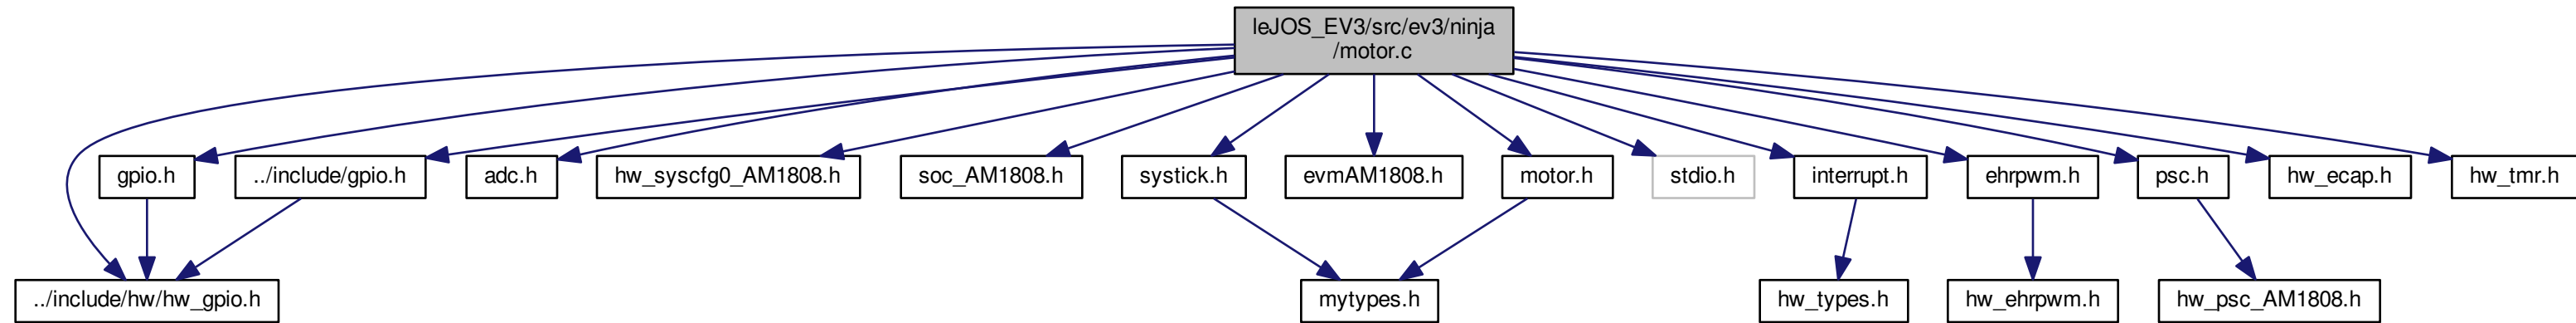 leJOS_EV3/src/ev3/ninja
/motor.c
gpio.h
../include/gpio.h
adc.h
hw_syscfg0_AM1808.h
soc_AM1808.h
systick.h
evmAM1808.h
motor.h
stdio.h
interrupt.h
ehrpwm.h
psc.h
hw_ecap.h
hw_tmr.h
../include/hw/hw_gpio.h
mytypes.h
hw_types.h
hw_ehrpwm.h
hw_psc_AM1808.h